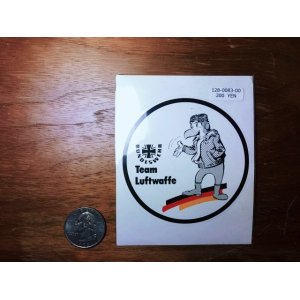 120-0083-00
200 YEN
BUNDESWEHR
Team
Luftwaffe